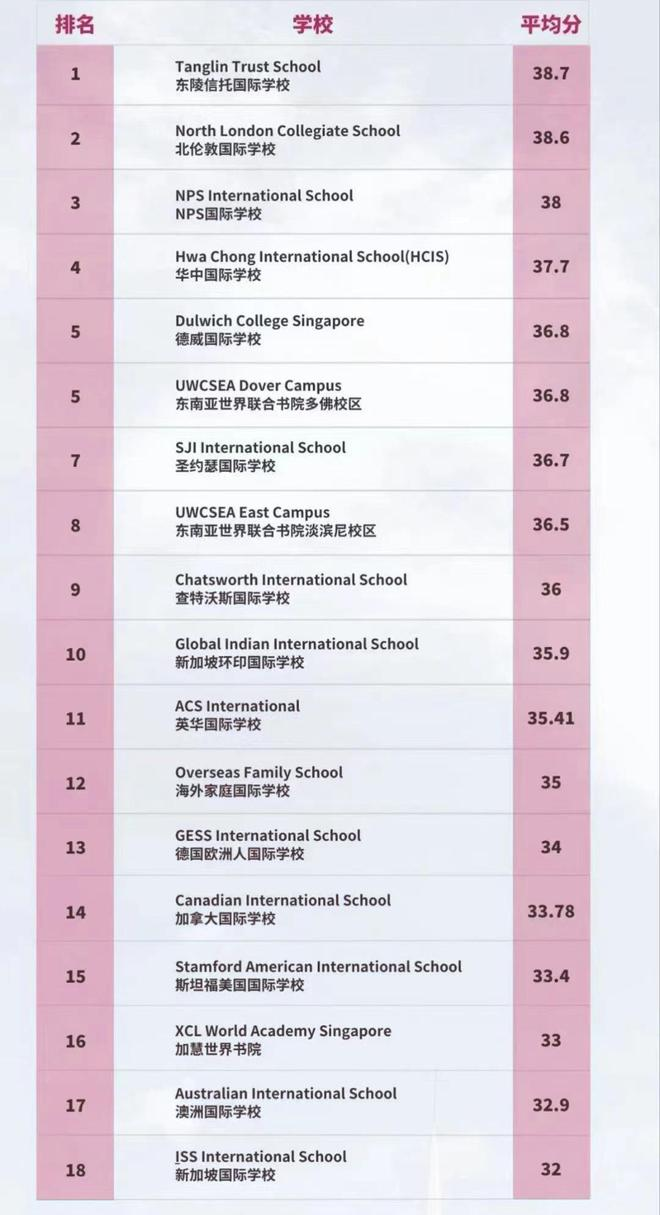 排名 学校 平均分
1 Tanglin Trust School 38.7
东陵信托国际学校
2 North London Collegiate School 38.6
北伦敦国际学校
3 NPS International School 38
NPS国际学校
4 Hwa Chong International School(HCIS) 37.7
华中国际学校
5 Dulwich College Singapore 36.8
德威国际学校
5 UWCSEA Dover Campus 36.8
东南亚世界联合书院多佛校区
7 SJI International School 36.7
圣约瑟国际学校
8 UWCSEA East Campus 36.5
东南亚世界联合书院淡滨尼校区
9 Chatsworth International School 36
查特沃斯国际学校
10 Global Indian International School 35.9
新加坡环印国际学校
11 ACS International 35.41
英华国际学校
12 Overseas Family School 35
海外家庭国际学校
13 GESS International School 34
德国欧洲人国际学校
14 Canadian International School 33.78
加拿大国际学校
15 Stamford American International School 33.4
斯坦福美国国际学校
16 XCL World Academy Singapore 33
加慧世界书院
17 Australian International School 32.9
澳洲国际学校
18 ISS International School 32
新加坡国际学校